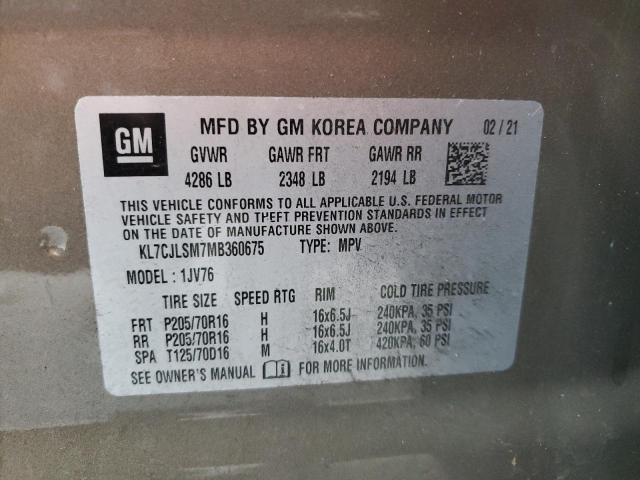 GM
MFD BY GM KOREA COMPANY 02 / 21
GVWR GAWR FRT GAWR RR
4286 LB 2348 LB 2194 LB
THIS VEHICLE CONFORMS TO ALL APPLICABLE U.S. FEDERAL MOTOR
VEHICLE SAFETY AND THEFT PREVENTION STANDARDS IN EFFECT
ON THE DATE OF MANUFACTURE SHOWN ABOVE.
KL7CJLSM7MB360675 TYPE: MPV
MODEL : 1JV76
TIRE SIZE SPEED RTG RIM COLD TIRE PRESSURE
FRT P205/70R16 H 16x6.5J 240KPA, 35 PSI
RR P205/70R16 H 16x6.5J 240KPA, 35 PSI
SPA T125/70D16 M 16x4.0T 420KPA, 60 PSI
SEE OWNER'S MANUAL i FOR MORE INFORMATION.